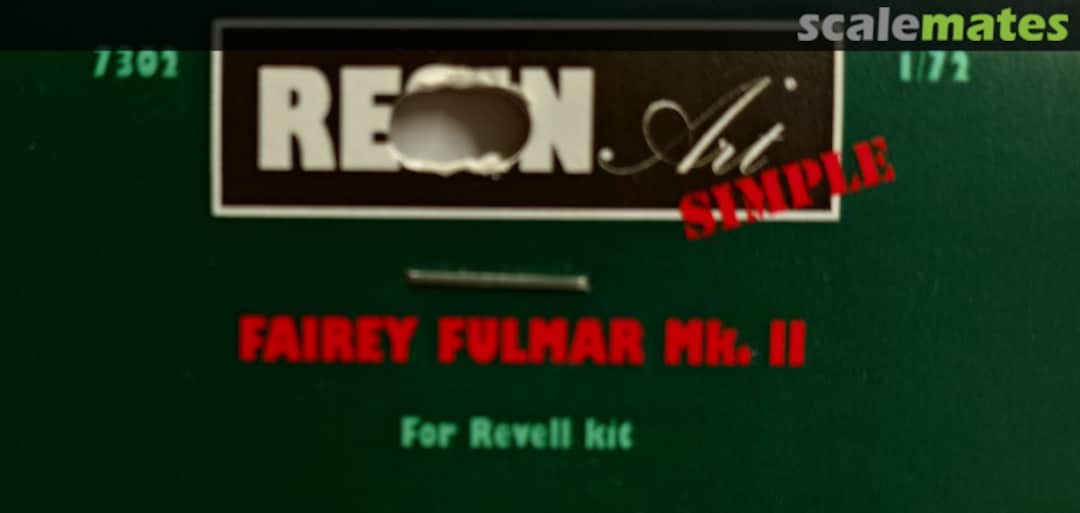 scalemates
7302
1/72
Art
SIMPLE
FAIREY FULMAR Mk. II
For Revell kit